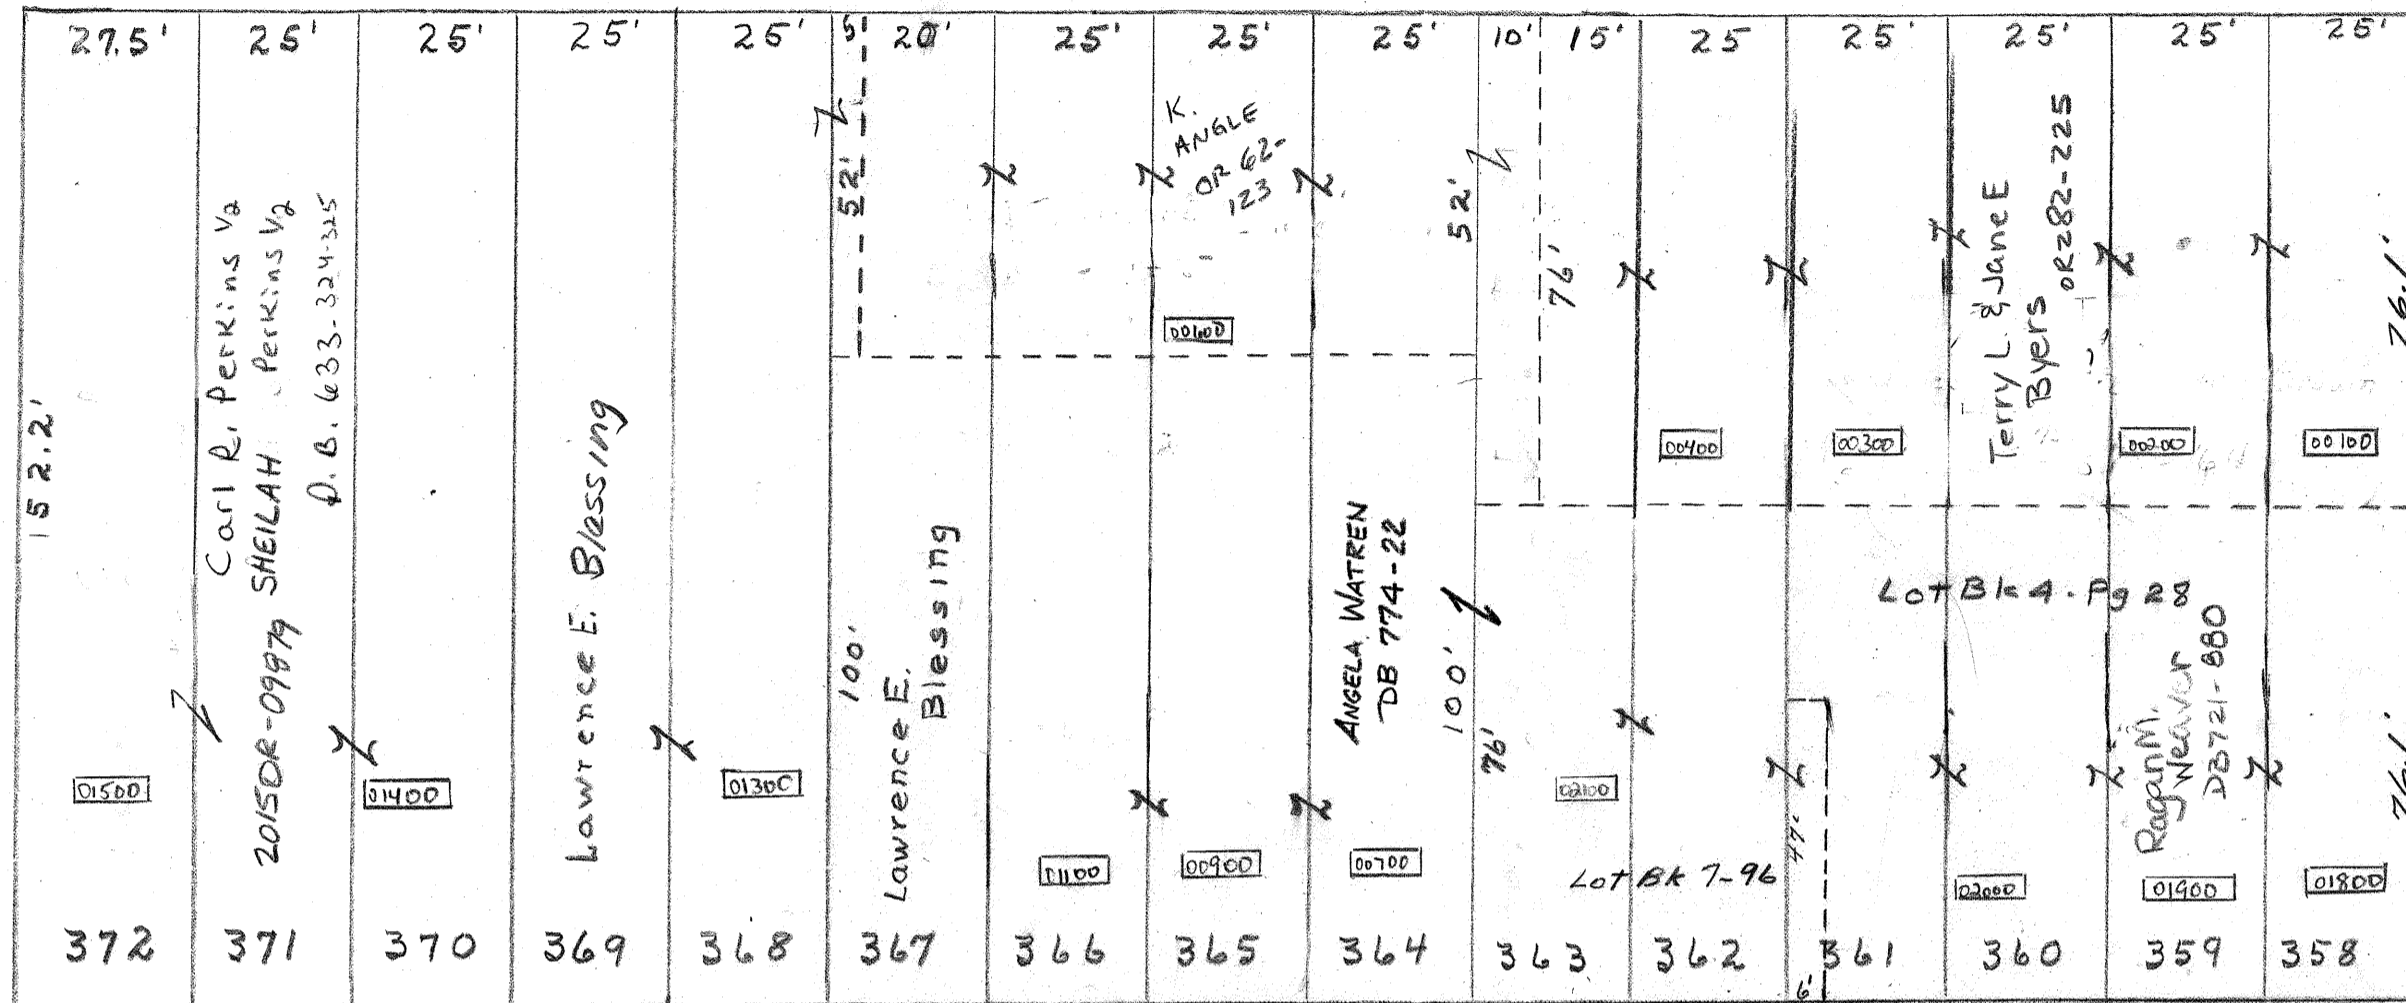 27.5'
25'
25'
25'
25'
5'
20'
25'
25'
25'
10'
15'
25
25'
25'
25'
25'
152.2'
Carl R. Perkins 1/2
SHEILAH Perkins 1/2
2015OR-09979
D.B. 633-324-325
Lawrence E. Blessing
52'
K.
ANGLE
OR 62-
123
52'
76'
Terry L & Jane E
Byers
OR282-225
76.1'
00600
00400
00300
00200
00100
100'
Lawrence E.
Blessing
ANGELA WATREN
DB 774-22
100'
76'
Lot Bk 4-Pg 28
Ragan M.
Weavur
DB721-880
76.1'
01500
01400
01300
01100
00900
00700
02100
Lot BK 7-96
47'
02000
01900
01800
372
371
370
369
368
367
366
365
364
363
362
361
360
359
358
6'